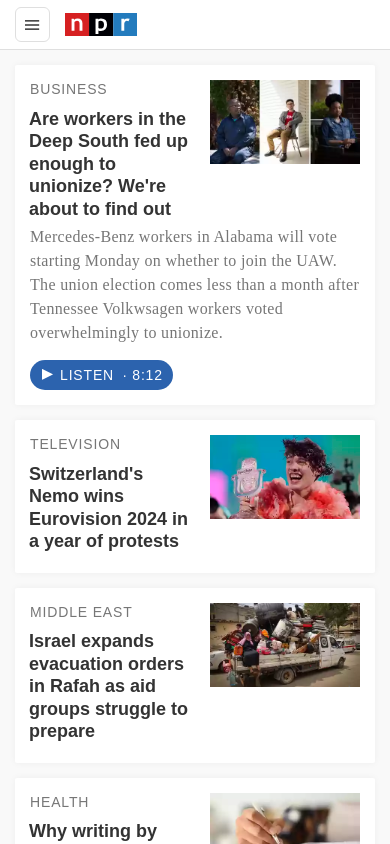 npr
BUSINESS
Are workers in the
Deep South fed up
enough to
unionize? We're
about to find out
Mercedes-Benz workers in Alabama will vote
starting Monday on whether to join the UAW.
The union election comes less than a month after
Tennessee Volkwsagen workers voted
overwhelmingly to unionize.
LISTEN · 8:12
TELEVISION
Switzerland's
Nemo wins
Eurovision 2024 in
a year of protests
MIDDLE EAST
Israel expands
evacuation orders
in Rafah as aid
groups struggle to
prepare
HEALTH
Why writing by